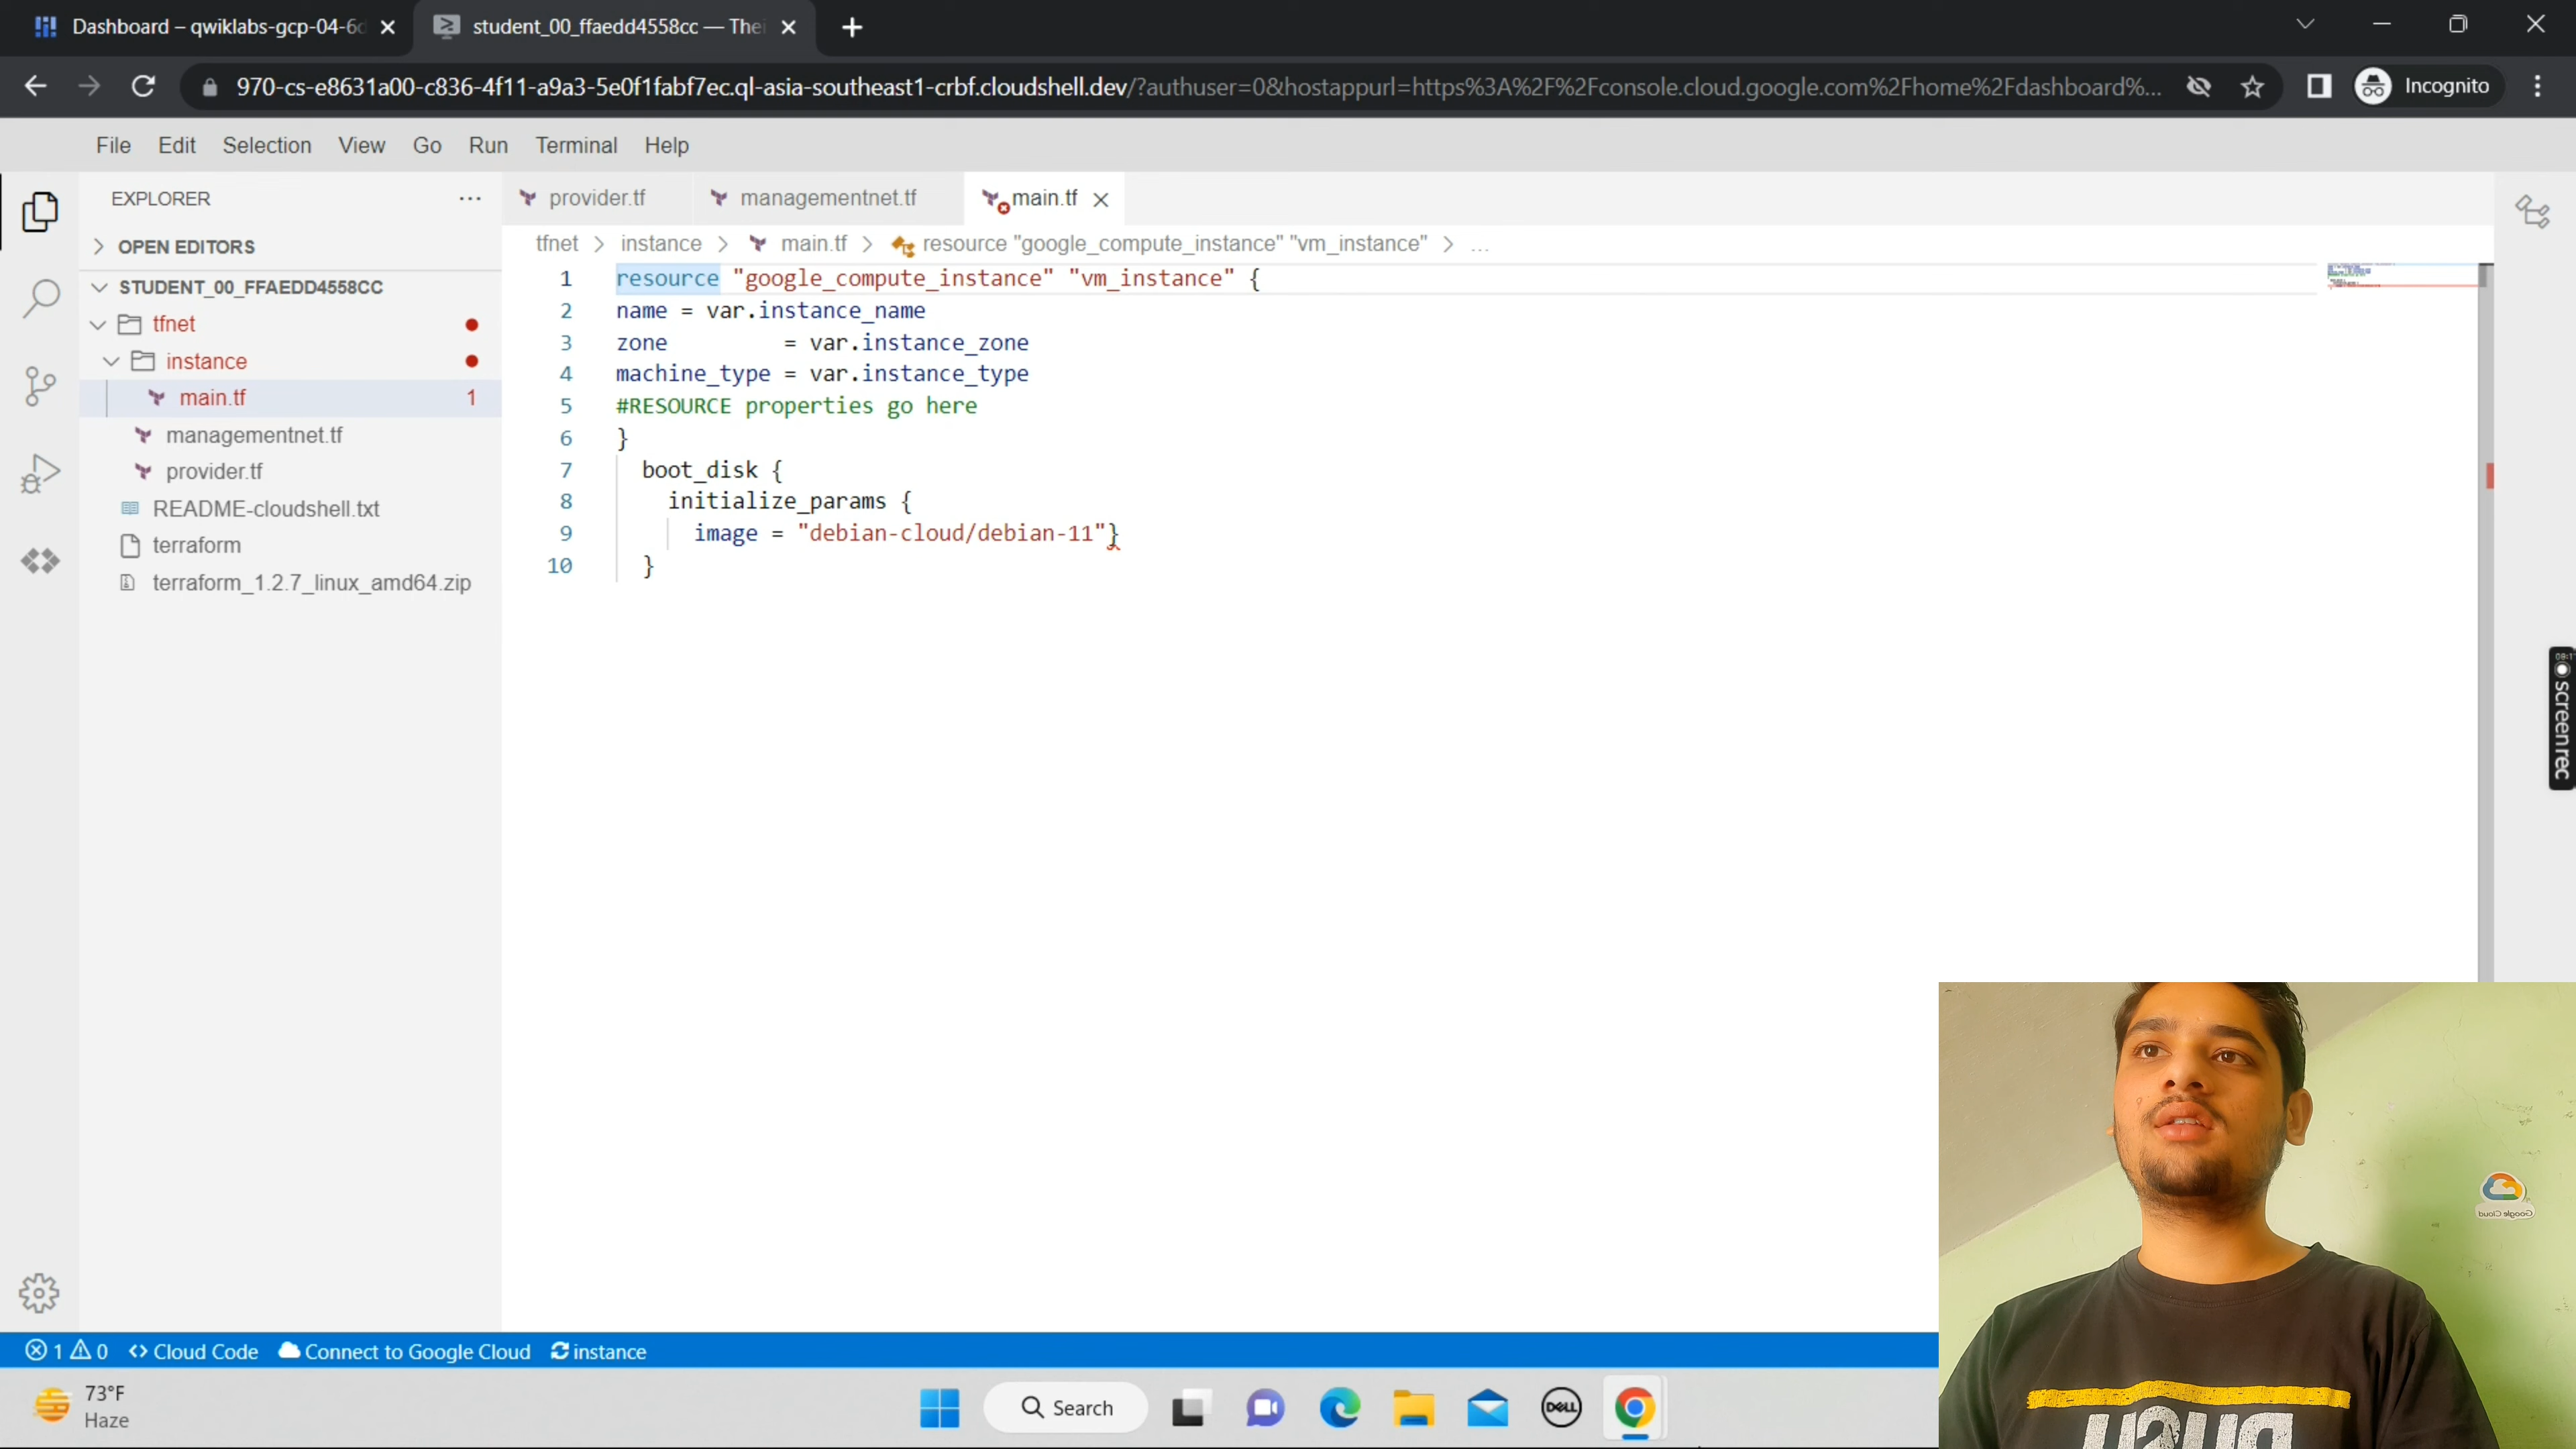 Dashboard – qwiklabs-gcp-04-6d
student_00_ffaedd4558cc — Thei
970-cs-e8631a00-c836-4f11-a9a3-5e0f1fabf7ec.ql-asia-southeast1-crbf.cloudshell.dev/?authuser=0&hostappurl=https%3A%2F%2Fconsole.cloud.google.com%2Fhome%2Fdashboard%...
Incognito
File Edit Selection View Go Run Terminal Help
EXPLORER
OPEN EDITORS
STUDENT_00_FFAEDD4558CC
tfnet
instance
main.tf 1
managementnet.tf
provider.tf
README-cloudshell.txt
terraform
terraform_1.2.7_linux_amd64.zip
provider.tf managementnet.tf main.tf
tfnet > instance > main.tf > resource "google_compute_instance" "vm_instance" > ...
1 resource "google_compute_instance" "vm_instance" {
2 name = var.instance_name
3 zone         = var.instance_zone
4 machine_type = var.instance_type
5 #RESOURCE properties go here
6 }
7   boot_disk {
8     initialize_params {
9       image = "debian-cloud/debian-11"}
10   }
screenrec
Google Cloud
1 0 Cloud Code Connect to Google Cloud instance
73°F
Haze
Search
DELL